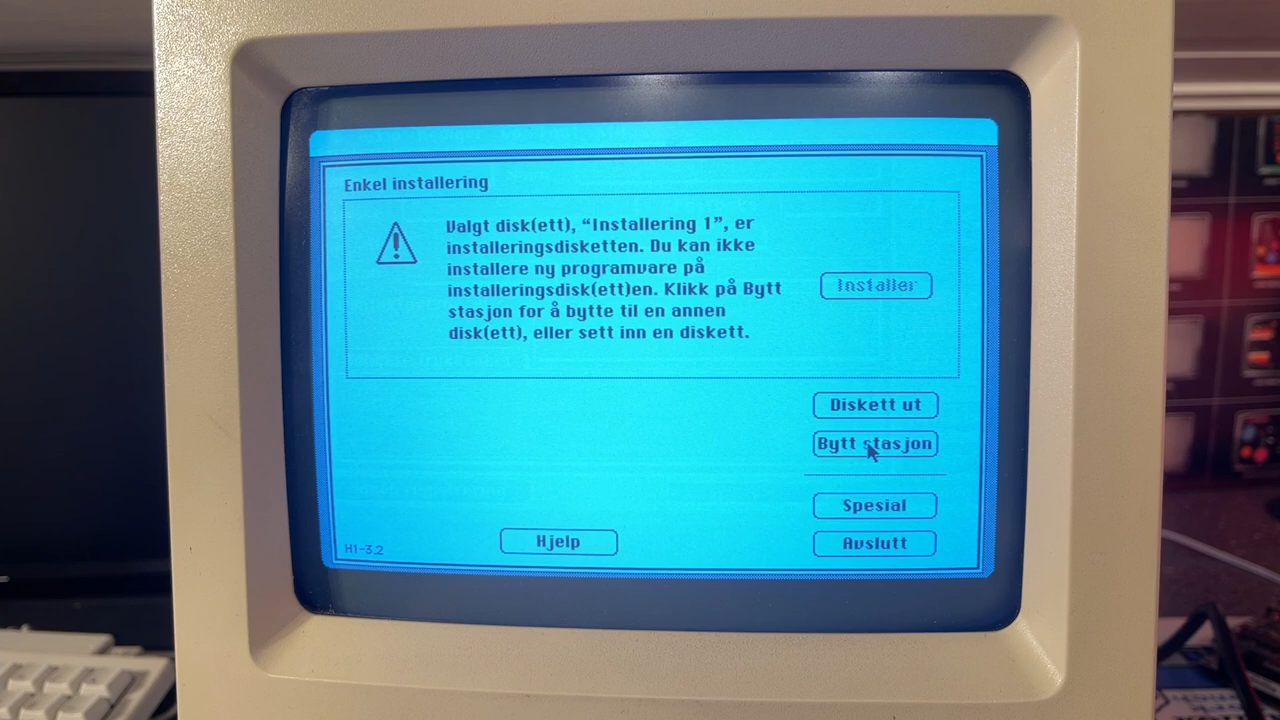 Enkel installering
Valgt disk(ett), “Installering 1”, er
installeringsdisketten. Du kan ikke
installere ny programvare på
installeringsdisk(ett)en. Klikk på Bytt
stasjon for å bytte til en annen
disk(ett), eller sett inn en diskett.
Installer
Diskett ut
Bytt stasjon
Spesial
Avslutt
Hjelp
H1-3.2